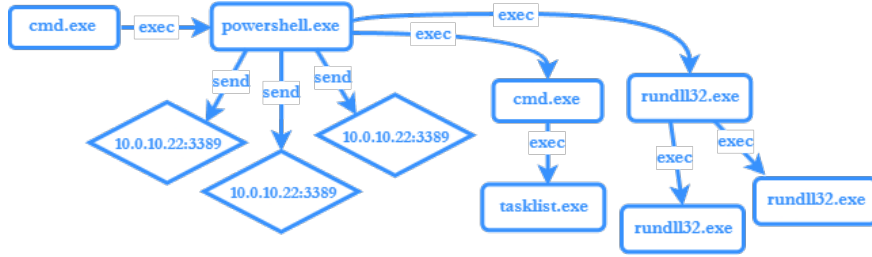 cmd.exe
exec
powershell.exe
exec
exec
send
send
send
10.0.10.22:3389
10.0.10.22:3389
10.0.10.22:3389
cmd.exe
rundll32.exe
exec
exec
exec
tasklist.exe
rundll32.exe
rundll32.exe